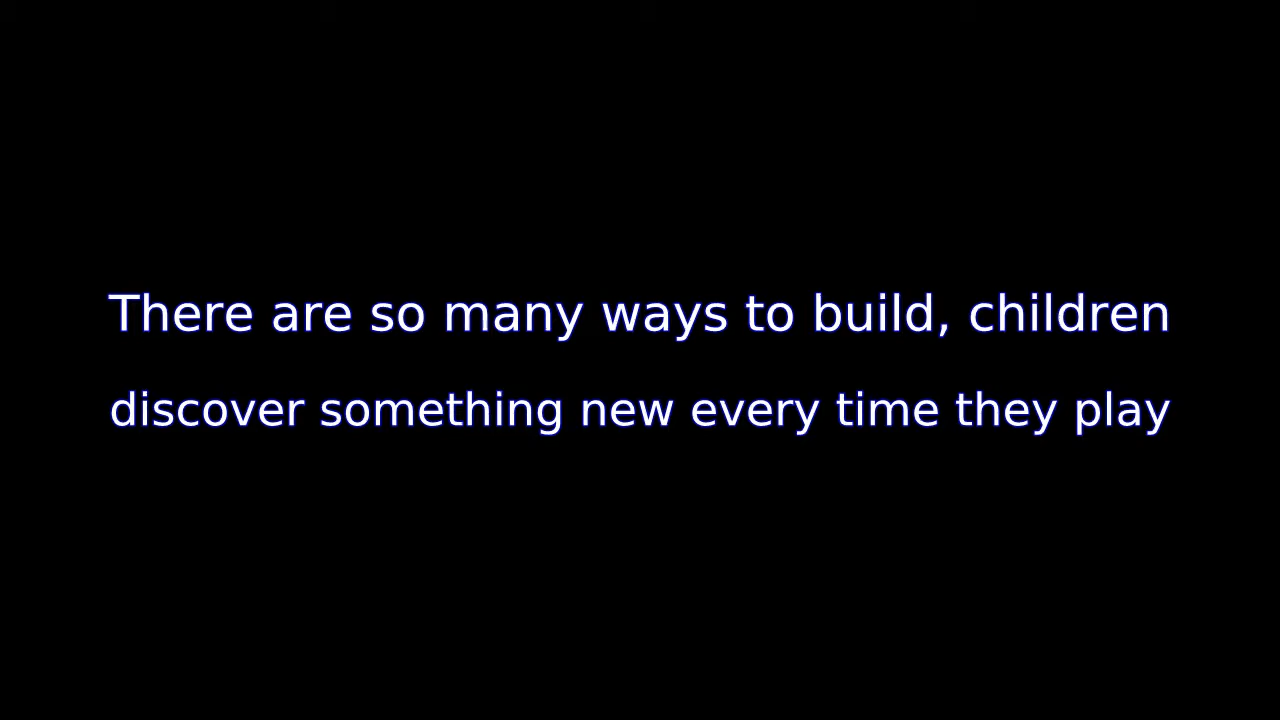 There are so many ways to build, children
discover something new every time they play